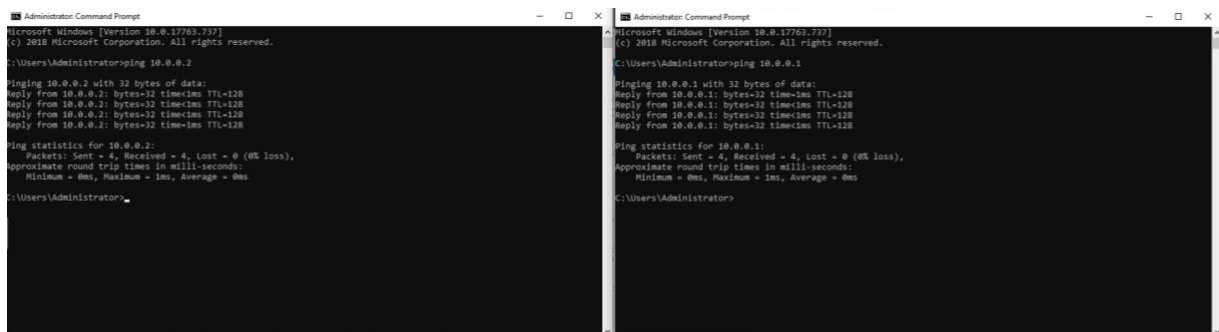 Administrator: Command Prompt
Microsoft Windows [Version 10.0.17763.737]
(c) 2018 Microsoft Corporation. All rights reserved.
C:\Users\Administrator>ping 10.0.0.2
Pinging 10.0.0.2 with 32 bytes of data:
Reply from 10.0.0.2: bytes=32 time<1ms TTL=128
Reply from 10.0.0.2: bytes=32 time<1ms TTL=128
Reply from 10.0.0.2: bytes=32 time<1ms TTL=128
Reply from 10.0.0.2: bytes=32 time=1ms TTL=128
Ping statistics for 10.0.0.2:
Packets: Sent = 4, Received = 4, Lost = 0 (0% loss),
Approximate round trip times in milli-seconds:
Minimum = 0ms, Maximum = 1ms, Average = 0ms
C:\Users\Administrator>
Administrator: Command Prompt
Microsoft Windows [Version 10.0.17763.737]
(c) 2018 Microsoft Corporation. All rights reserved.
C:\Users\Administrator>ping 10.0.0.1
Pinging 10.0.0.1 with 32 bytes of data:
Reply from 10.0.0.1: bytes=32 time=1ms TTL=128
Reply from 10.0.0.1: bytes=32 time<1ms TTL=128
Reply from 10.0.0.1: bytes=32 time<1ms TTL=128
Reply from 10.0.0.1: bytes=32 time<1ms TTL=128
Ping statistics for 10.0.0.1:
Packets: Sent = 4, Received = 4, Lost = 0 (0% loss),
Approximate round trip times in milli-seconds:
Minimum = 0ms, Maximum = 1ms, Average = 0ms
C:\Users\Administrator>